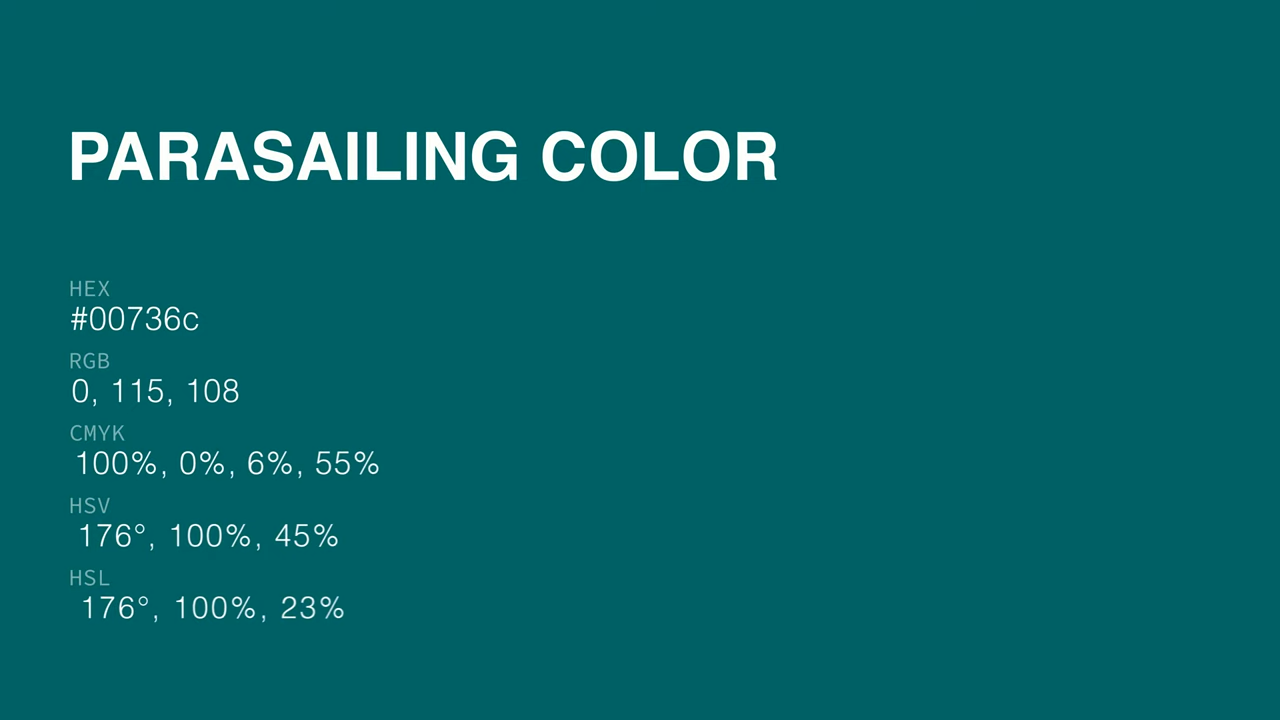 PARASAILING COLOR
HEX
#00736c
RGB
0, 115, 108
CMYK
100%, 0%, 6%, 55%
HSV
176°, 100%, 45%
HSL
176°, 100%, 23%